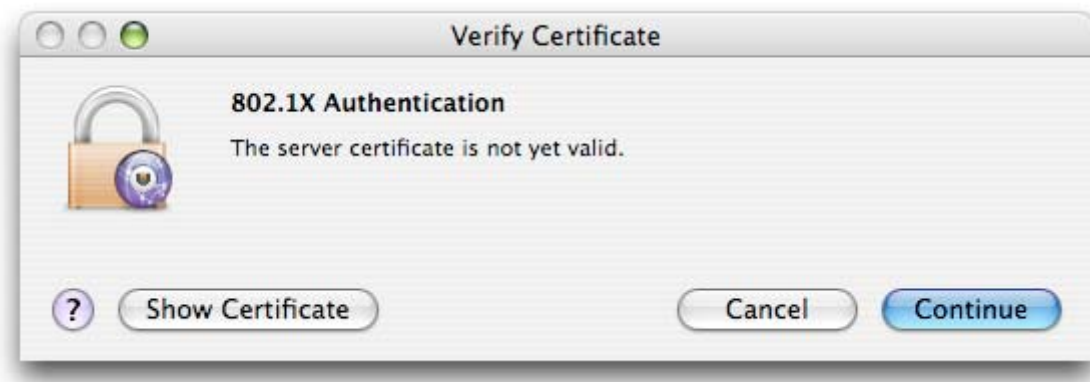 Verify Certificate
802.1X Authentication
The server certificate is not yet valid.
? Show Certificate Cancel Continue